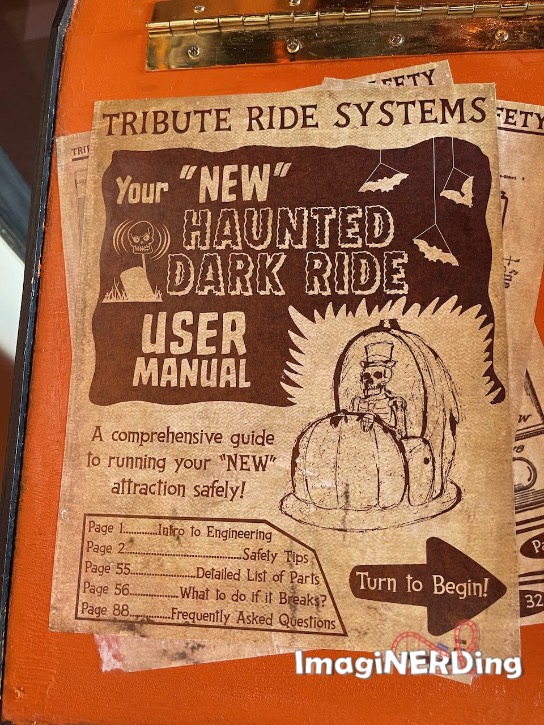 TRIBUTE RIDE SYSTEMS
Your "NEW"
HAUNTED
DARK RIDE
USER
MANUAL
A comprehensive guide
to running your "NEW"
attraction safely!
Page 1............Intro to Engineering
Page 2.........................................Safety Tips
Page 55......................Detailed List of Parts
Page 56................What to do if it Breaks?
Page 88................Frequently Asked Questions
Turn to Begin!
32
ImagiNERDing